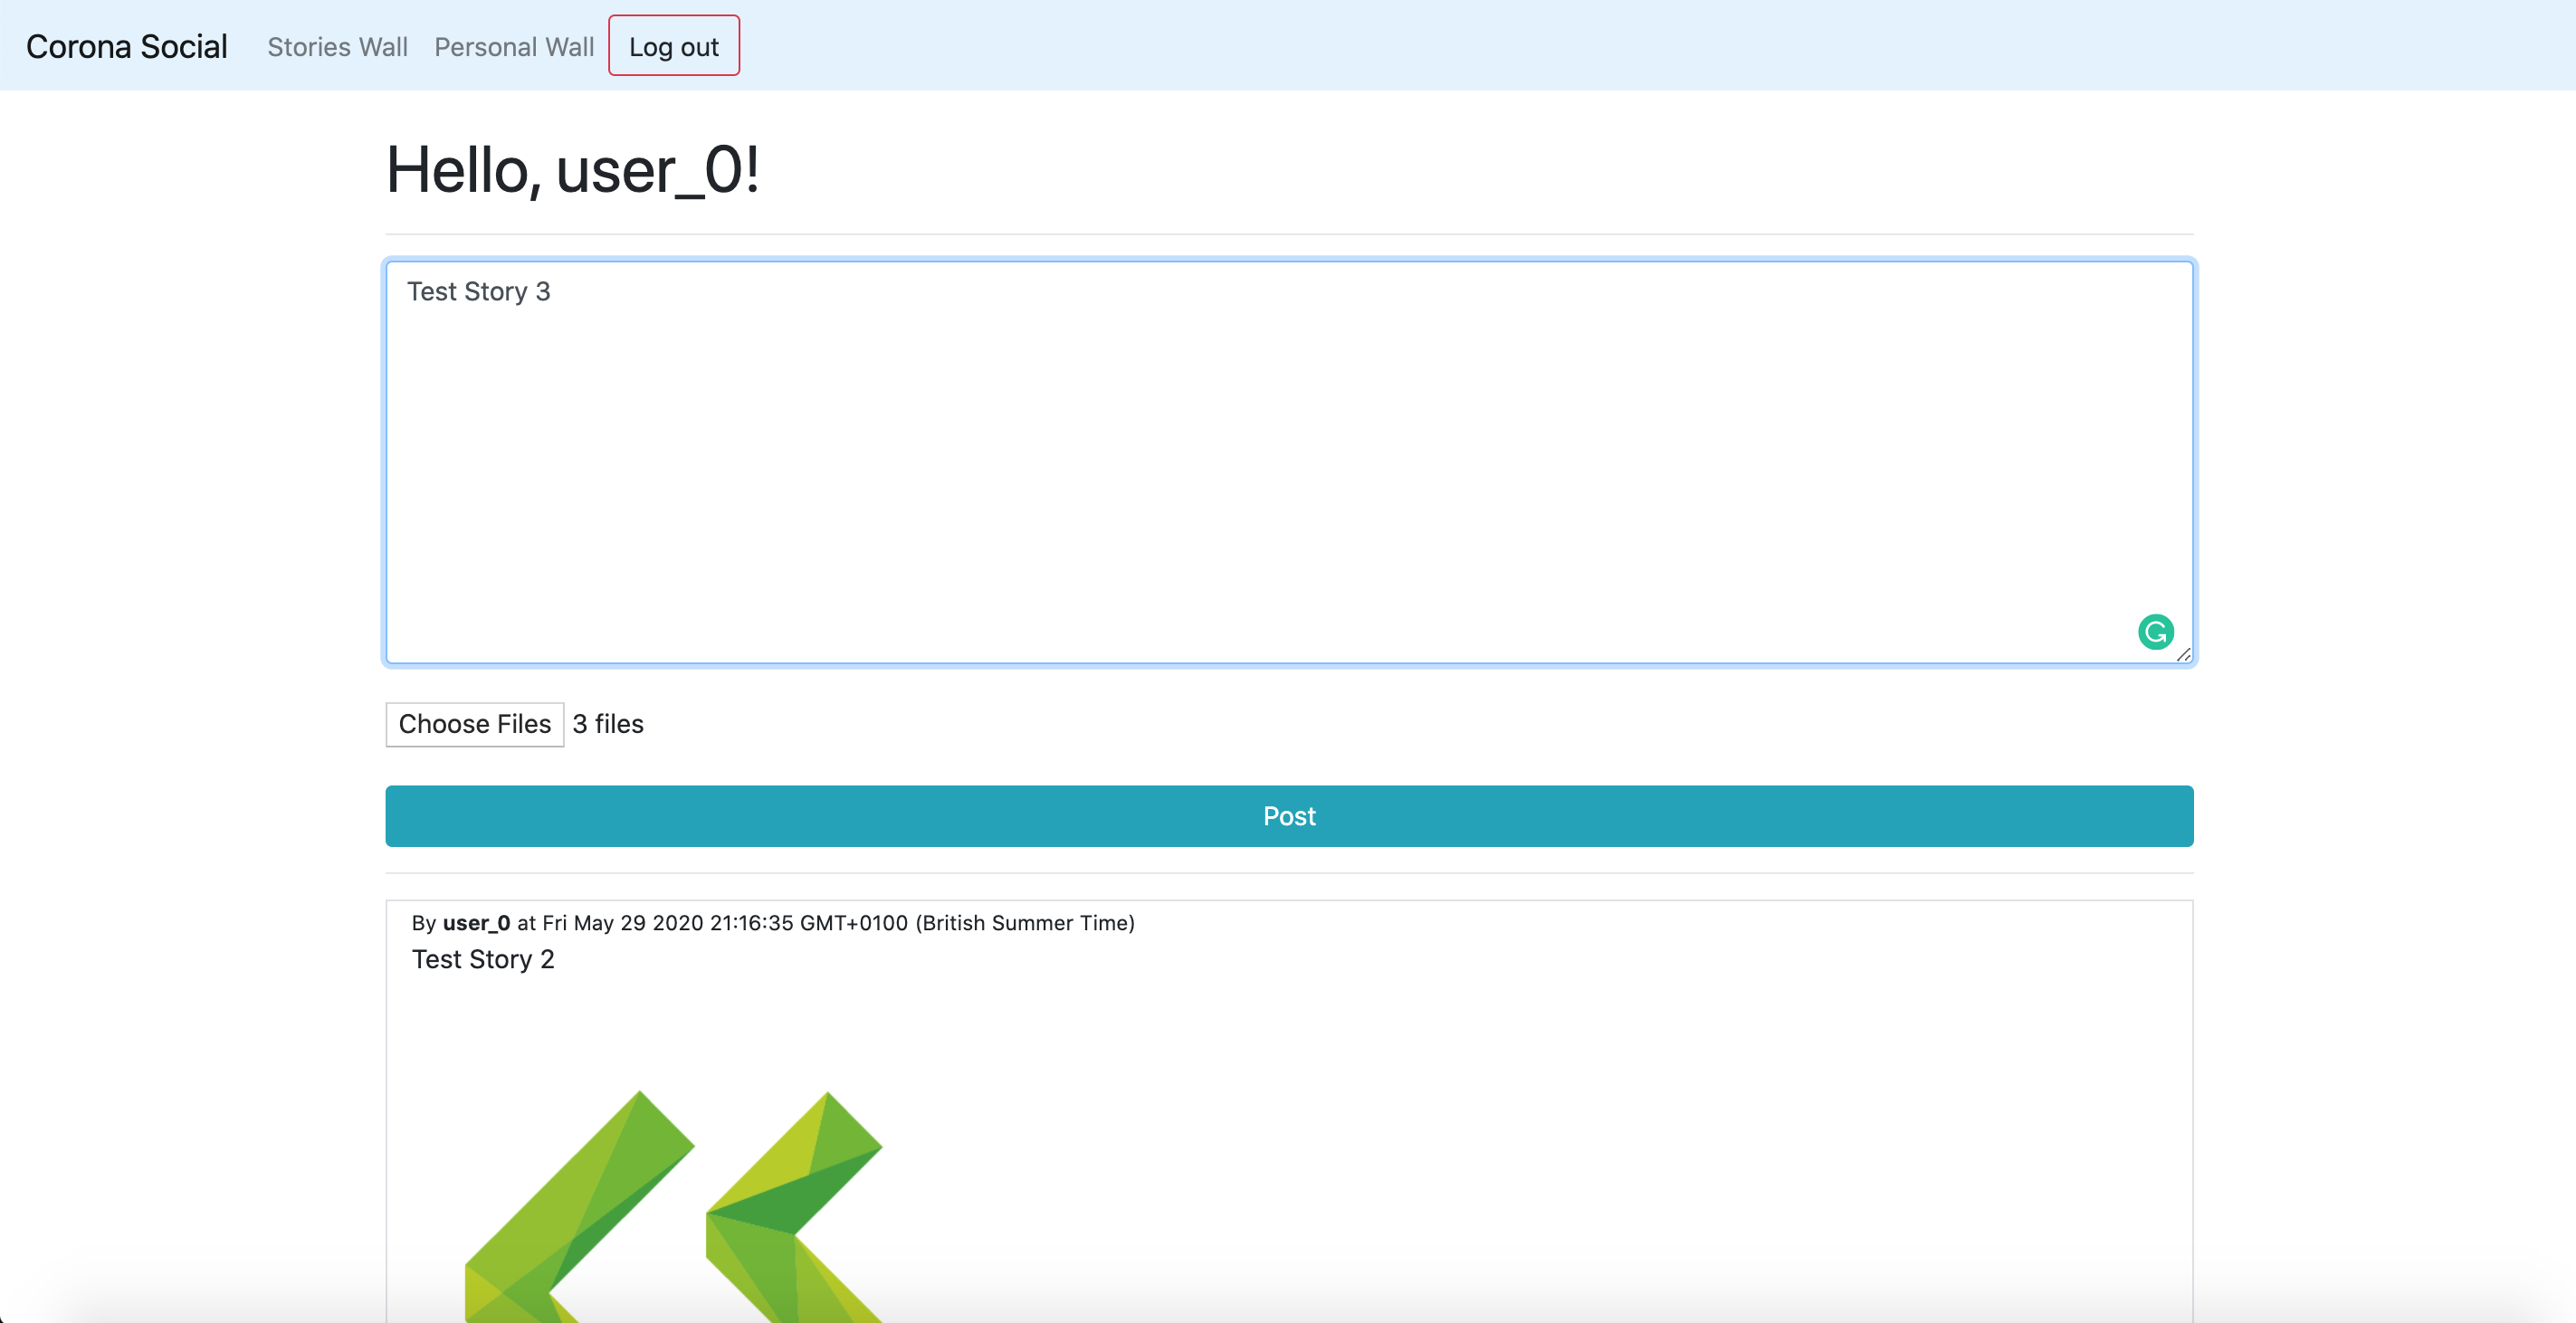 Corona Social Stories Wall Personal Wall Log out
Hello, user_0!
Test Story 3
Choose Files 3 files
Post
By user_0 at Fri May 29 2020 21:16:35 GMT+0100 (British Summer Time)
Test Story 2